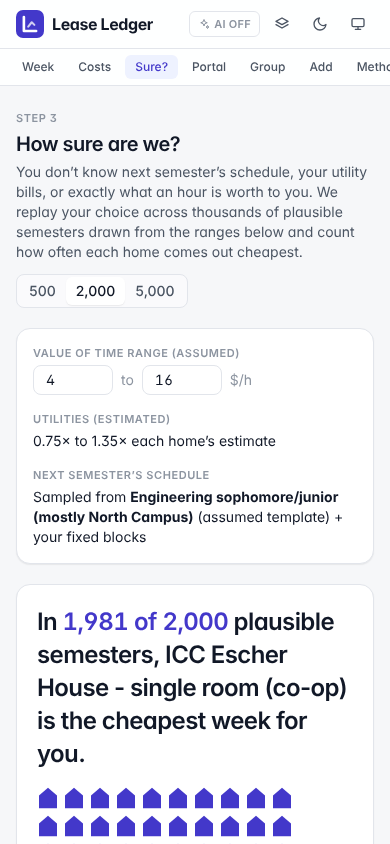 Lease Ledger
AI OFF
Week Costs Sure? Portal Group Add Metho
STEP 3
How sure are we?
You don’t know next semester’s schedule, your utility
bills, or exactly what an hour is worth to you. We
replay your choice across thousands of plausible
semesters drawn from the ranges below and count
how often each home comes out cheapest.
500 2,000 5,000
VALUE OF TIME RANGE (ASSUMED)
4 to 16 $/h
UTILITIES (ESTIMATED)
0.75× to 1.35× each home’s estimate
NEXT SEMESTER’S SCHEDULE
Sampled from Engineering sophomore/junior
(mostly North Campus) (assumed template) +
your fixed blocks
In 1,981 of 2,000 plausible
semesters, ICC Escher
House - single room (co-op)
is the cheapest week for
you.